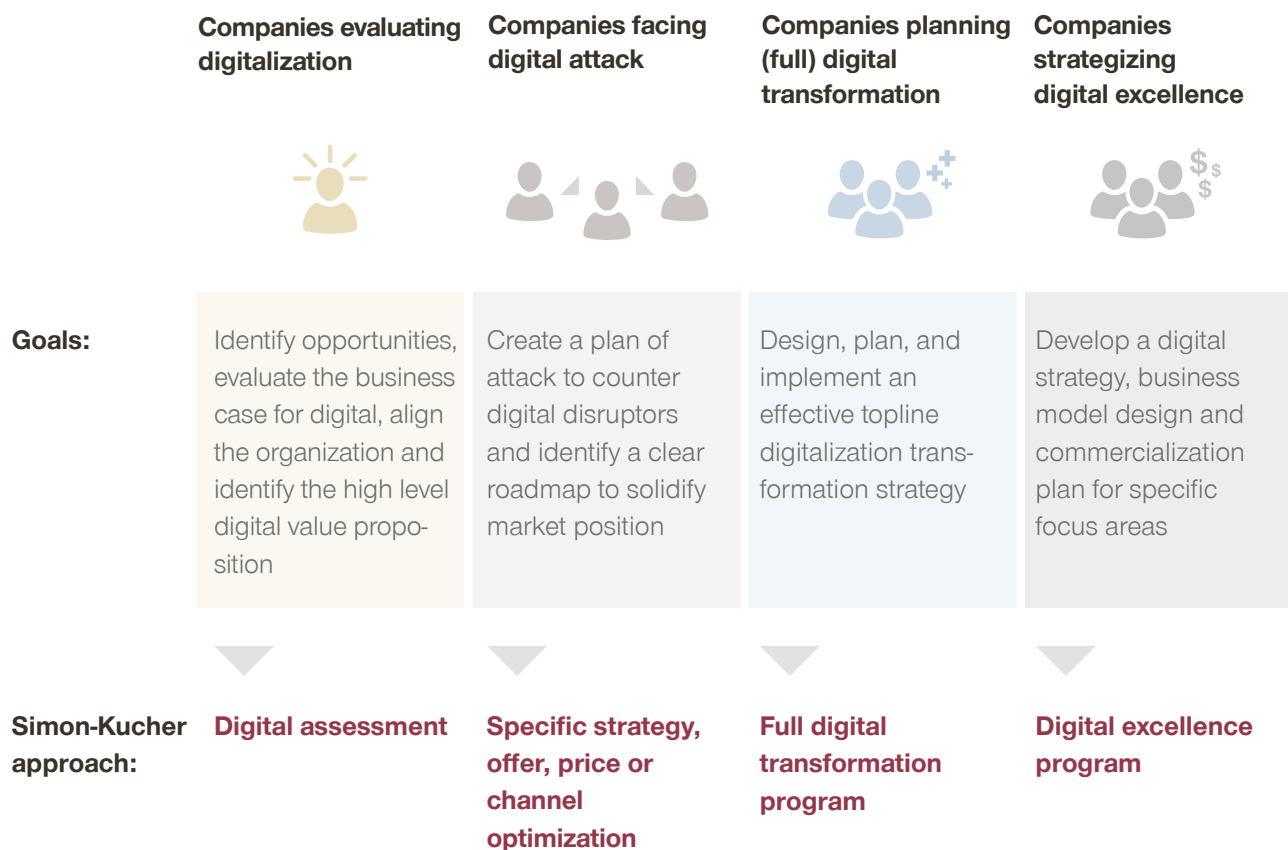 Companies evaluating
digitalization
Companies facing
digital attack
Companies planning
(full) digital
transformation
Companies
strategizing
digital excellence
$
$
$
Goals:
Identify opportunities,
evaluate the business
case for digital, align
the organization and
identify the high level
digital value propo-
sition
Create a plan of
attack to counter
digital disruptors
and identify a clear
roadmap to solidify
market position
Design, plan, and
implement an
effective topline
digitalization trans-
formation strategy
Develop a digital
strategy, business
model design and
commercialization
plan for specific
focus areas
Simon-Kucher
approach:
Digital assessment
Specific strategy,
offer, price or
channel
optimization
Full digital
transformation
program
Digital excellence
program